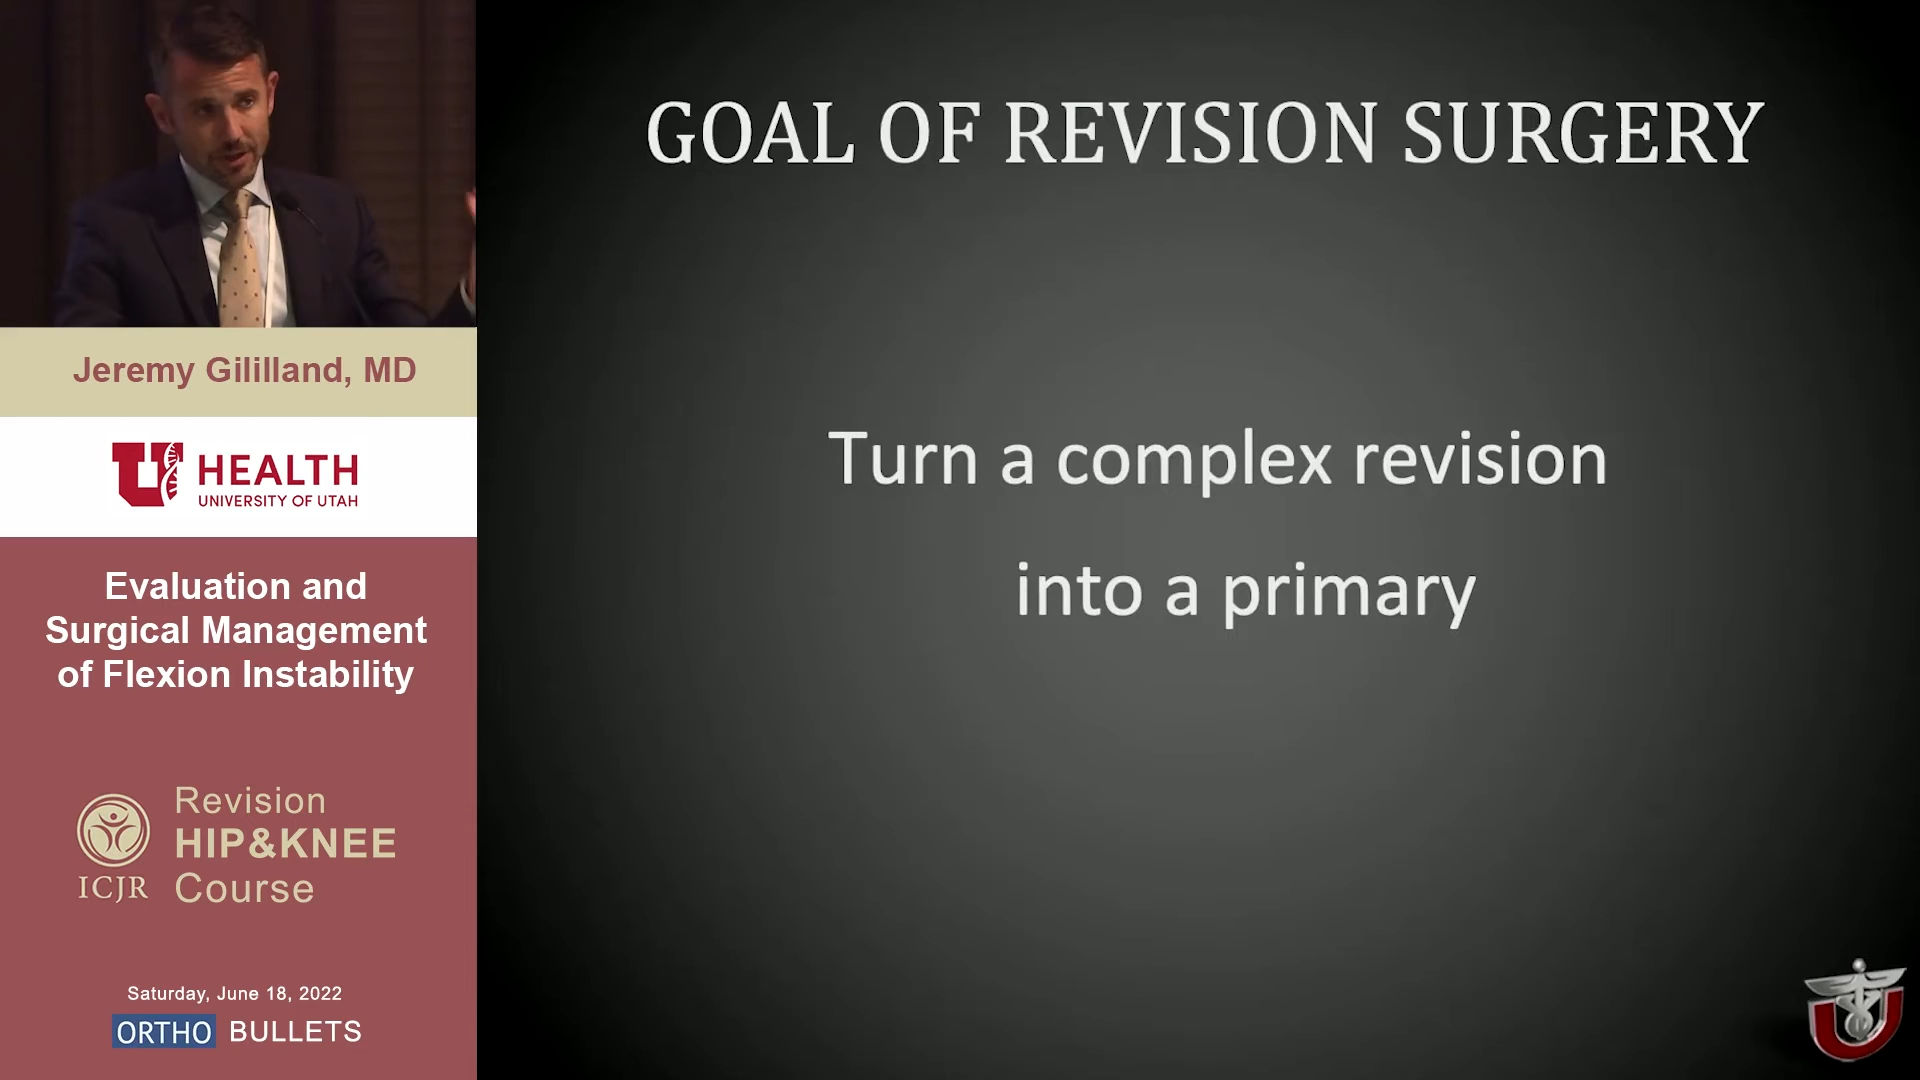 Jeremy Gililland, MD
U HEALTH
UNIVERSITY OF UTAH
Evaluation and
Surgical Management
of Flexion Instability
ICJR
Revision
HIP&KNEE
Course
Saturday, June 18, 2022
ORTHO BULLETS
GOAL OF REVISION SURGERY
Turn a complex revision
into a primary
U